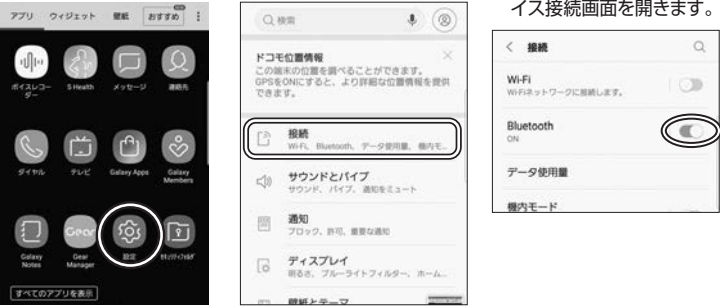 イス接続画面を開きます。
アプリ ウィジェット 壁紙 おすすめ
ボイスレコーダー
S Health
メッセージ
連絡先
ダイヤル
テレビ
Galaxy Apps
Galaxy Members
Galaxy Notes
Gear
Gear Manager
設定
ｾｷｭﾘﾃｨﾌｫﾙﾀﾞ
すべてのアプリを表示
検索
ドコモ位置情報
この端末の位置を調べることができます。
GPSをONにすると、より詳細な位置情報を提供
できます。
接続
Wi-Fi、Bluetooth、データ使用量、機内モ...
サウンドとバイブ
サウンド、バイブ、通知をミュート
通知
ブロック、許可、重要な通知
ディスプレイ
明るさ、ブルーライトフィルター、ホーム...
壁紙とテーマ
接続
Wi-Fi
Wi-Fiネットワークに接続します。
Bluetooth
ON
データ使用量
機内モード